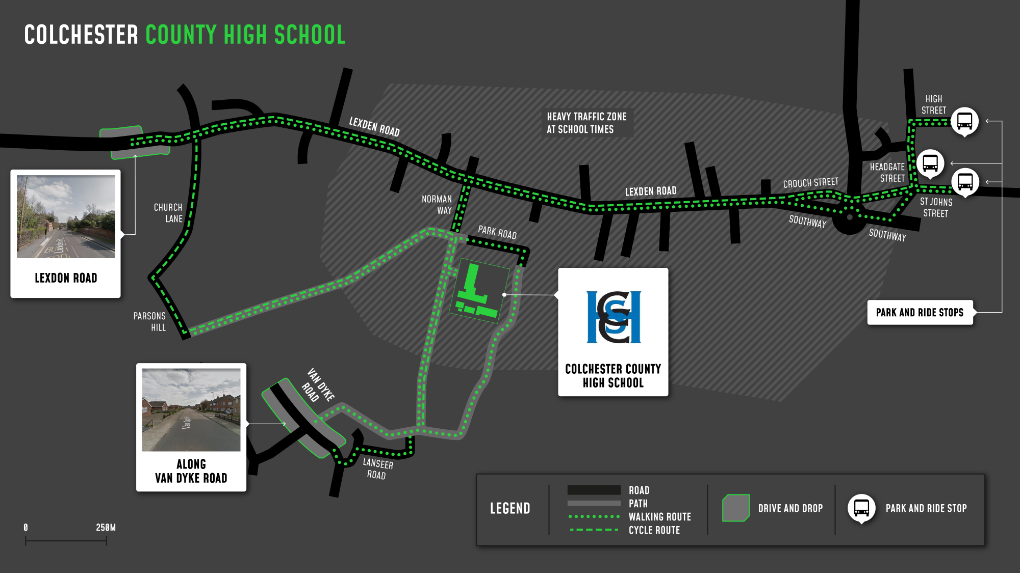 COLCHESTER COUNTY HIGH SCHOOL
HEAVY TRAFFIC ZONE
AT SCHOOL TIMES
LEXDEN ROAD
HIGH
STREET
HEADGATE
STREET
LEXDEN ROAD
CROUCH STREET
ST JOHNS
STREET
SOUTHWAY
SOUTHWAY
CHURCH
LANE
NORMAN
WAY
PARK ROAD
LEXDON ROAD
PARSONS
HILL
PARK AND RIDE STOPS
HSH
CC
COLCHESTER COUNTY
HIGH SCHOOL
VAN DYKE
ROAD
ALONG
VAN DYKE ROAD
LANSEER
ROAD
LEGEND
ROAD
PATH
WALKING ROUTE
CYCLE ROUTE
DRIVE AND DROP
PARK AND RIDE STOP
0 250M